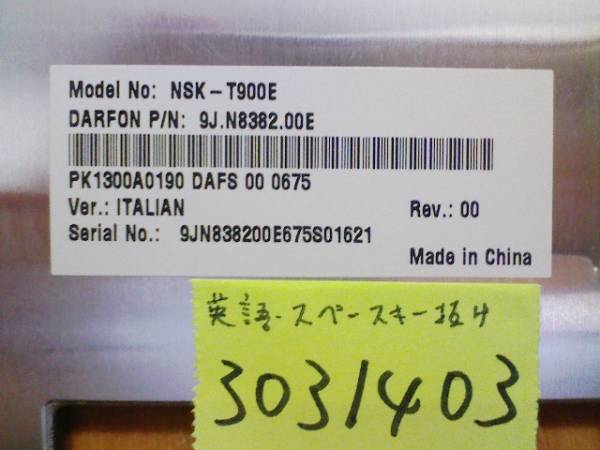 Model No: NSK-T900E
DARFON P/N: 9J.N8382.00E
PK1300A0190 DAFS 00 0675
Ver.: ITALIAN Rev.: 00
Serial No.: 9JN838200E675S01621
Made in China
英語・スペースキー抜け
3031403